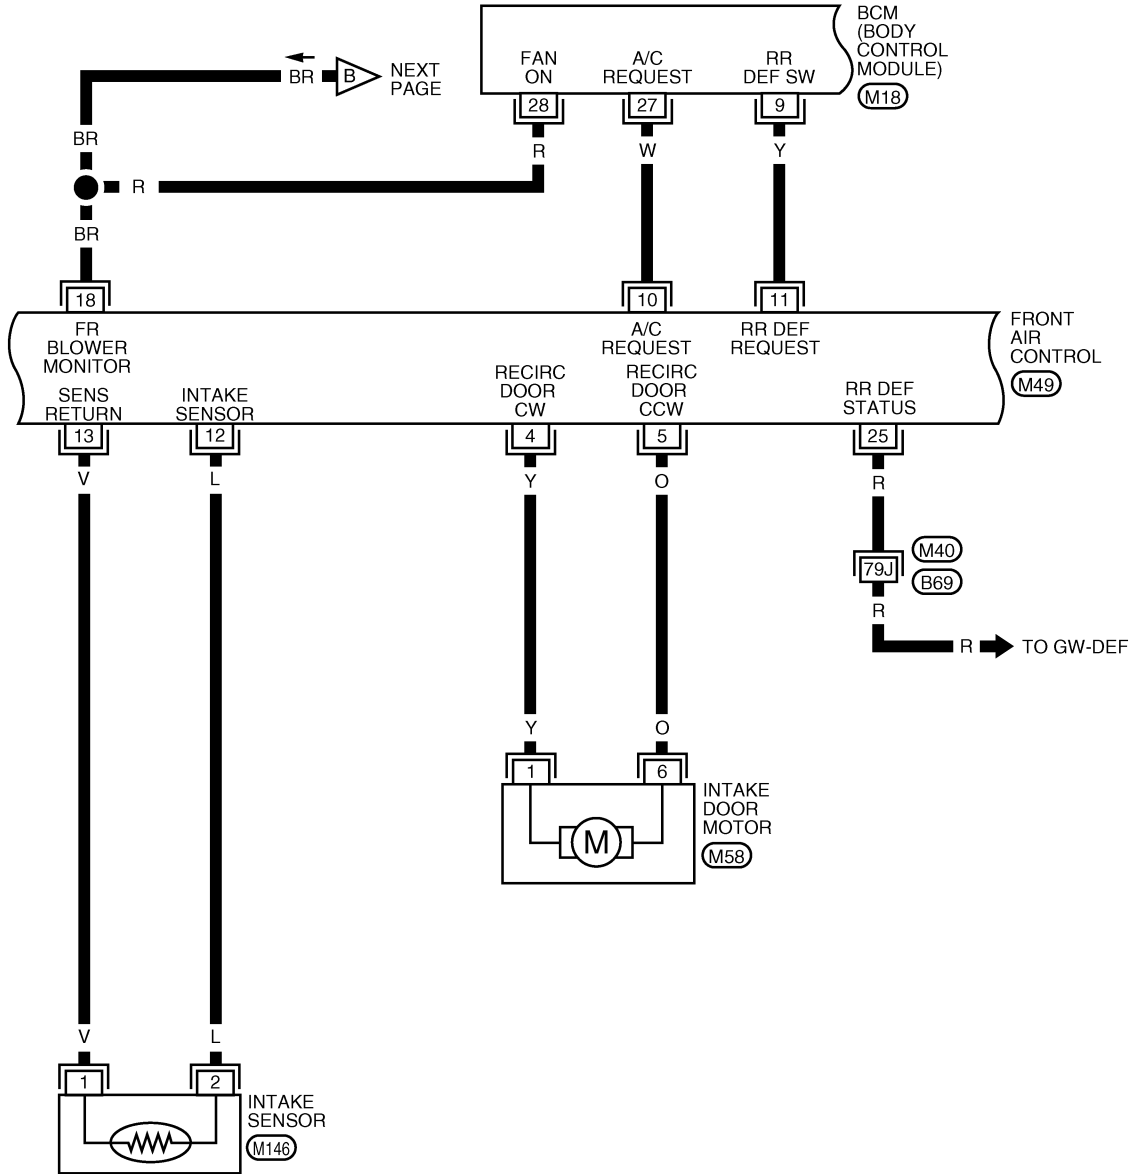 BCM
(BODY
CONTROL
MODULE)
M18
FAN
ON
A/C
REQUEST
RR
DEF SW
BR
B
NEXT
PAGE
28
27
9
BR
R
W
Y
R
BR
18
10
11
FR
BLOWER
MONITOR
A/C
REQUEST
RR DEF
REQUEST
FRONT
AIR
CONTROL
M49
SENS
RETURN
INTAKE
SENSOR
RECIRC
DOOR
CW
RECIRC
DOOR
CCW
RR DEF
STATUS
13
12
4
5
25
V
L
Y
O
R
M40
79J
B69
R
R
TO GW-DEF
Y
O
1
6
INTAKE
DOOR
MOTOR
M
M58
V
L
1
2
INTAKE
SENSOR
M146